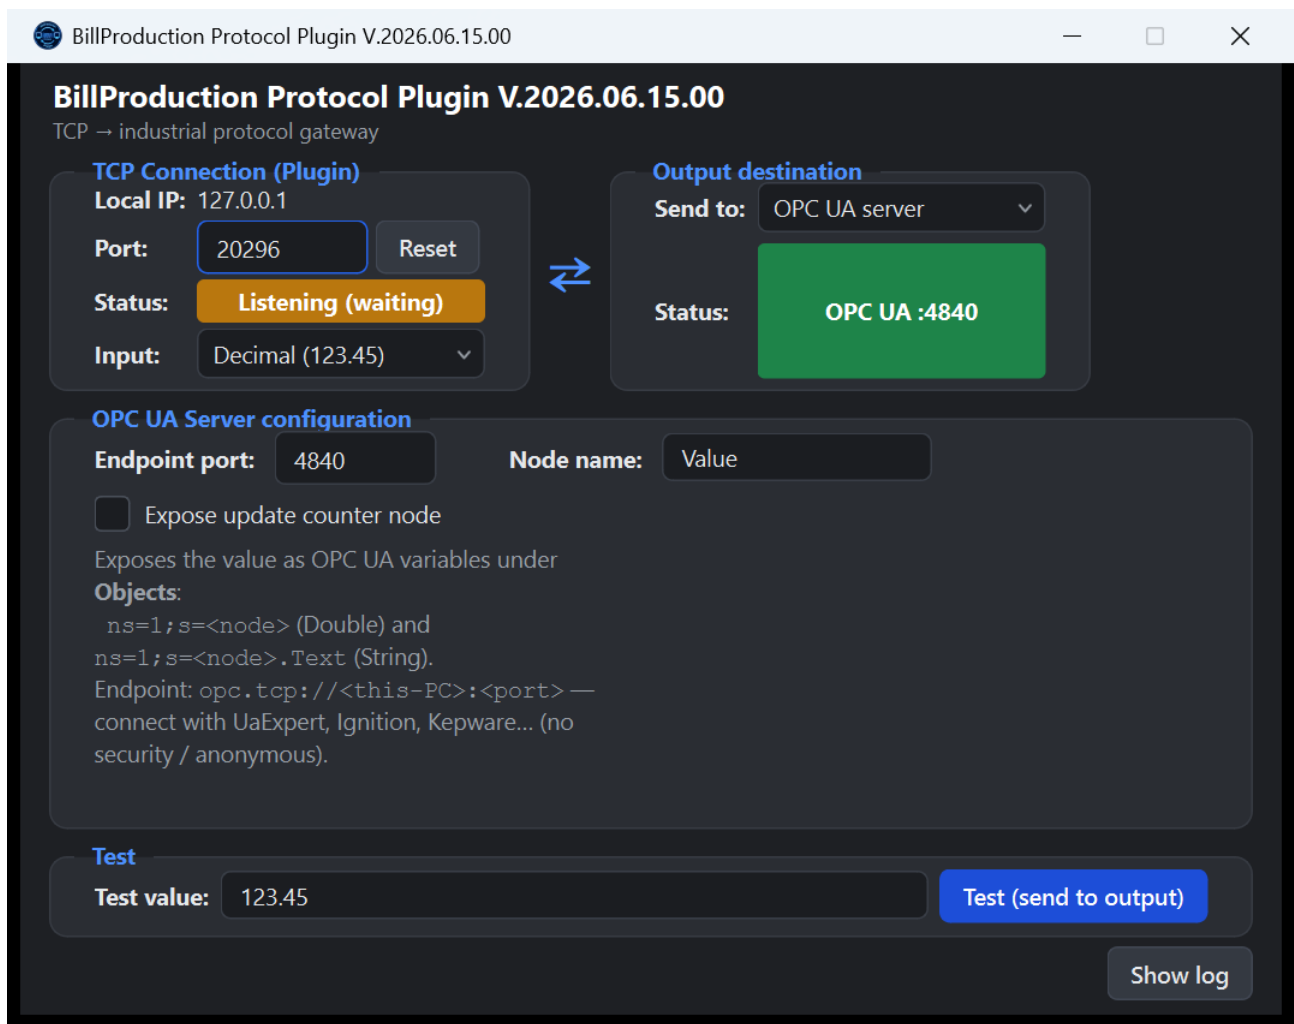 BillProduction Protocol Plugin V.2026.06.15.00
BillProduction Protocol Plugin V.2026.06.15.00
TCP → industrial protocol gateway
TCP Connection (Plugin)
Local IP: 127.0.0.1
Port: 20296 Reset
Status: Listening (waiting)
Input: Decimal (123.45)
Output destination
Send to: OPC UA server
Status: OPC UA :4840
OPC UA Server configuration
Endpoint port: 4840 Node name: Value
Expose update counter node
Exposes the value as OPC UA variables under
Objects:
ns=1;s=<node> (Double) and
ns=1;s=<node>.Text (String).
Endpoint: opc.tcp://<this-PC>:<port> —
connect with UaExpert, Ignition, Kepware... (no
security / anonymous).
Test
Test value: 123.45 Test (send to output)
Show log